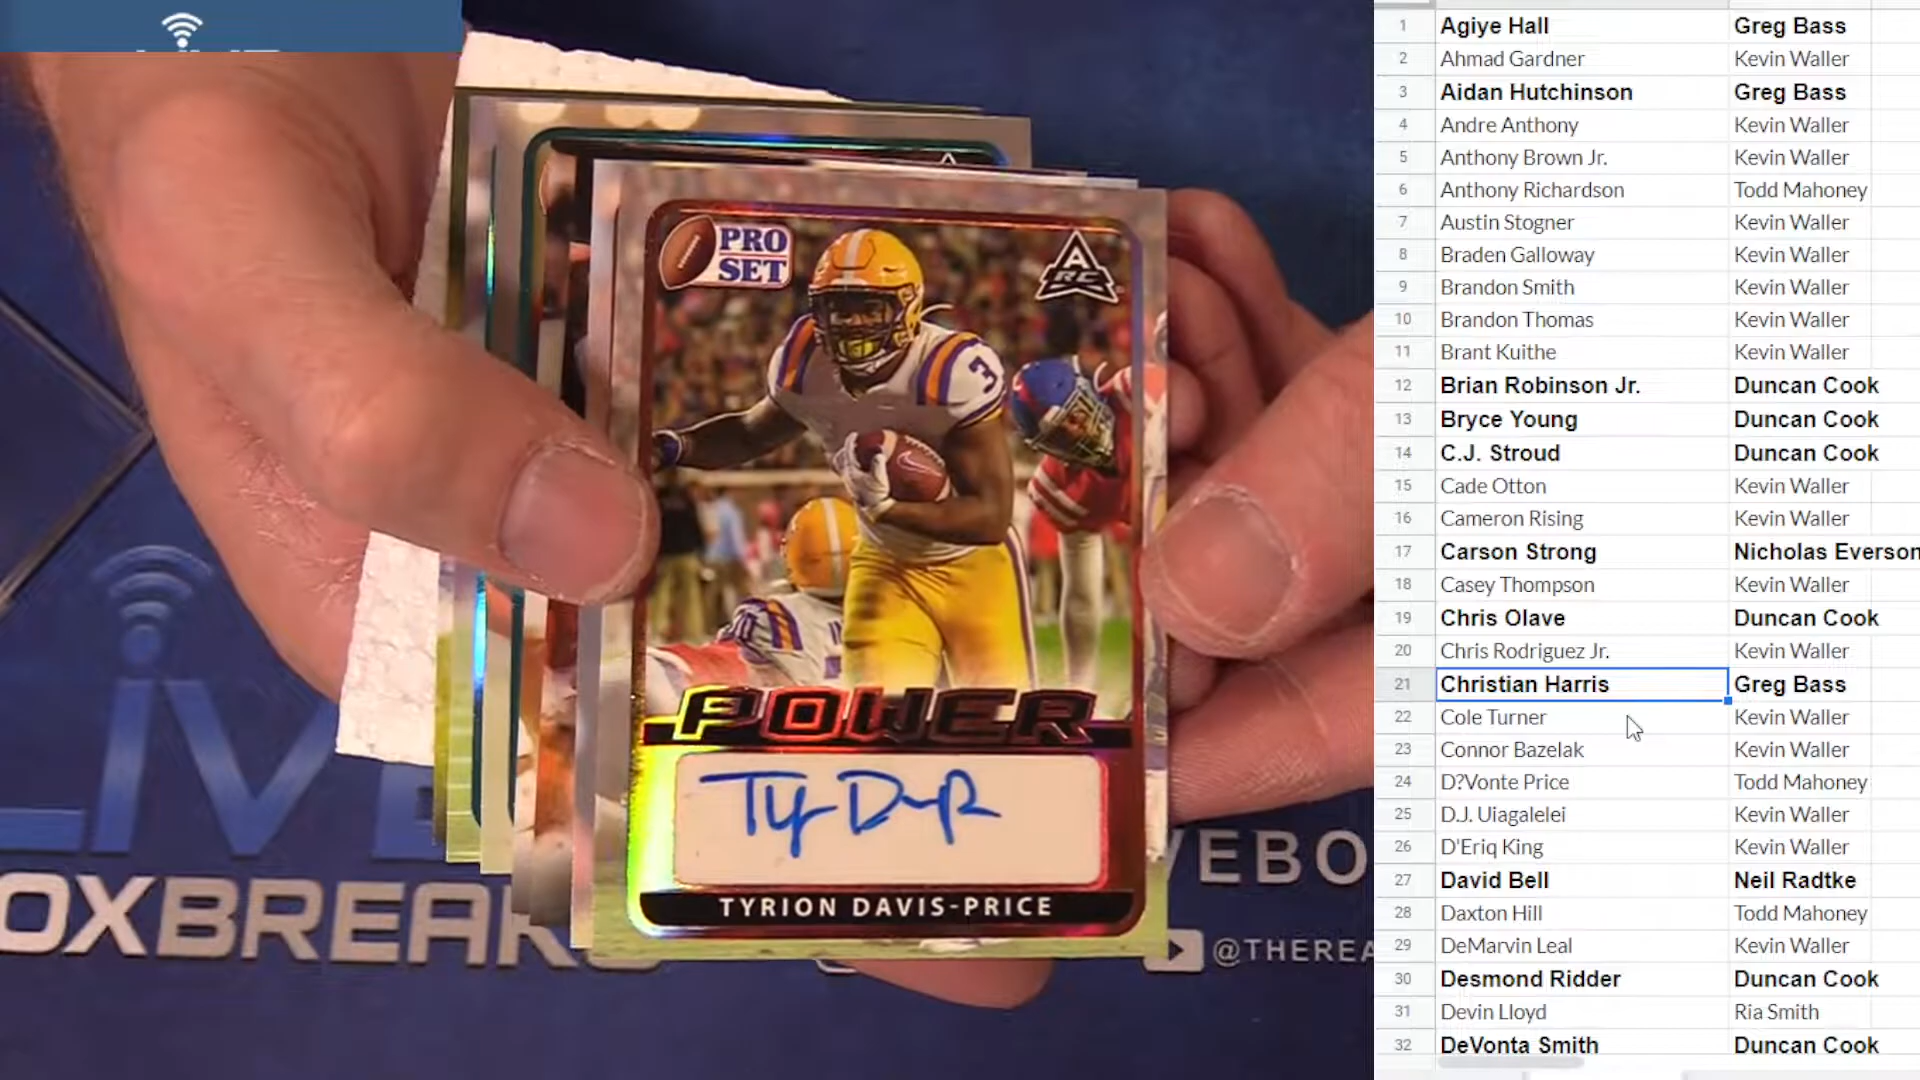 PRO
SET
A
RC
3
POWER
Ty Davis-P
TYRION DAVIS-PRICE
LIVE
OXBREAK
VEBO
@THEREA
1 Agiye Hall Greg Bass
2 Ahmad Gardner Kevin Waller
3 Aidan Hutchinson Greg Bass
4 Andre Anthony Kevin Waller
5 Anthony Brown Jr. Kevin Waller
6 Anthony Richardson Todd Mahoney
7 Austin Stogner Kevin Waller
8 Braden Galloway Kevin Waller
9 Brandon Smith Kevin Waller
10 Brandon Thomas Kevin Waller
11 Brant Kuithe Kevin Waller
12 Brian Robinson Jr. Duncan Cook
13 Bryce Young Duncan Cook
14 C.J. Stroud Duncan Cook
15 Cade Otton Kevin Waller
16 Cameron Rising Kevin Waller
17 Carson Strong Nicholas Everson
18 Casey Thompson Kevin Waller
19 Chris Olave Duncan Cook
20 Chris Rodriguez Jr. Kevin Waller
21 Christian Harris Greg Bass
22 Cole Turner Kevin Waller
23 Connor Bazelak Kevin Waller
24 D?Vonte Price Todd Mahoney
25 D.J. Uiagalelei Kevin Waller
26 D'Eriq King Kevin Waller
27 David Bell Neil Radtke
28 Daxton Hill Todd Mahoney
29 DeMarvin Leal Kevin Waller
30 Desmond Ridder Duncan Cook
31 Devin Lloyd Ria Smith
32 DeVonta Smith Duncan Cook